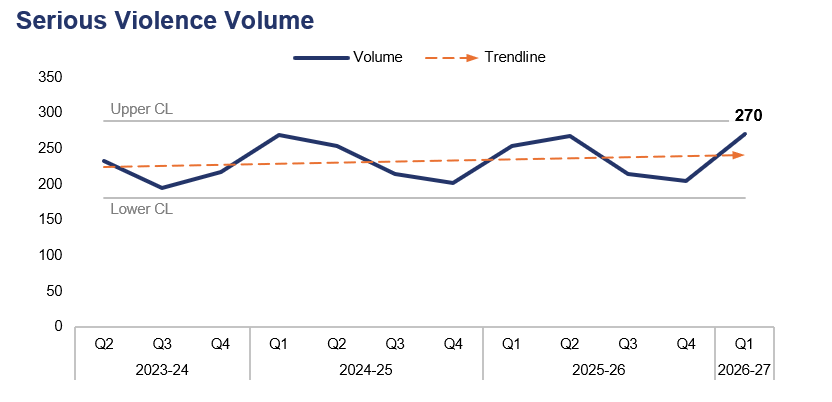 Serious Violence Volume
Volume Trendline
350
300
250
200
150
100
50
0
Upper CL
Lower CL
270
Q2 Q3 Q4 Q1 Q2 Q3 Q4 Q1 Q2 Q3 Q4 Q1
2023-24 2024-25 2025-26 2026-27